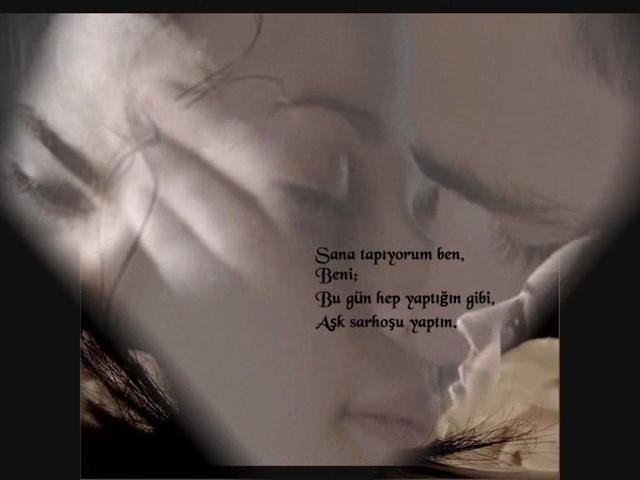 Sana tapıyorum ben,
Beni;
Bu gün hep yaptığın gibi,
Aşk sarhoşu yaptın.